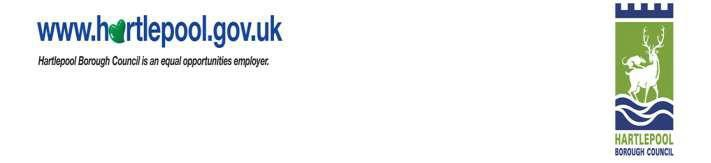 www.hartlepool.gov.uk
Hartlepool Borough Council is an equal opportunities employer.
HARTLEPOOL
BOROUGH COUNCIL